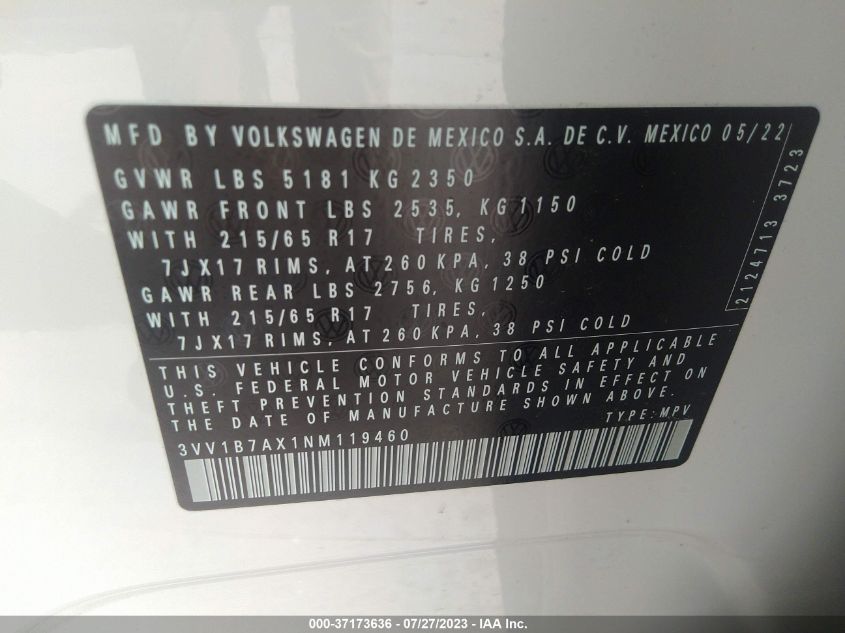 MFD BY VOLKSWAGEN DE MEXICO S.A. DE C.V. MEXICO 05/22
GVWR LBS 5181 KG 2350
GAWR FRONT LBS 2535, KG 1150
WITH 215/65 R17 TIRES,
7JX17 RIMS, AT 260 KPA, 38 PSI COLD
GAWR REAR LBS 2756, KG 1250
WITH 215/65 R17 TIRES,
7JX17 RIMS, AT 260 KPA, 38 PSI COLD
THIS VEHICLE CONFORMS TO ALL APPLICABLE
U.S. FEDERAL MOTOR VEHICLE SAFETY AND
THEFT PREVENTION STANDARDS IN EFFECT ON
THE DATE OF MANUFACTURE SHOWN ABOVE.
3VV1B7AX1NM119460 TYPE: MPV
2124713 3723
000-37173636 - 07/27/2023 - IAA Inc.